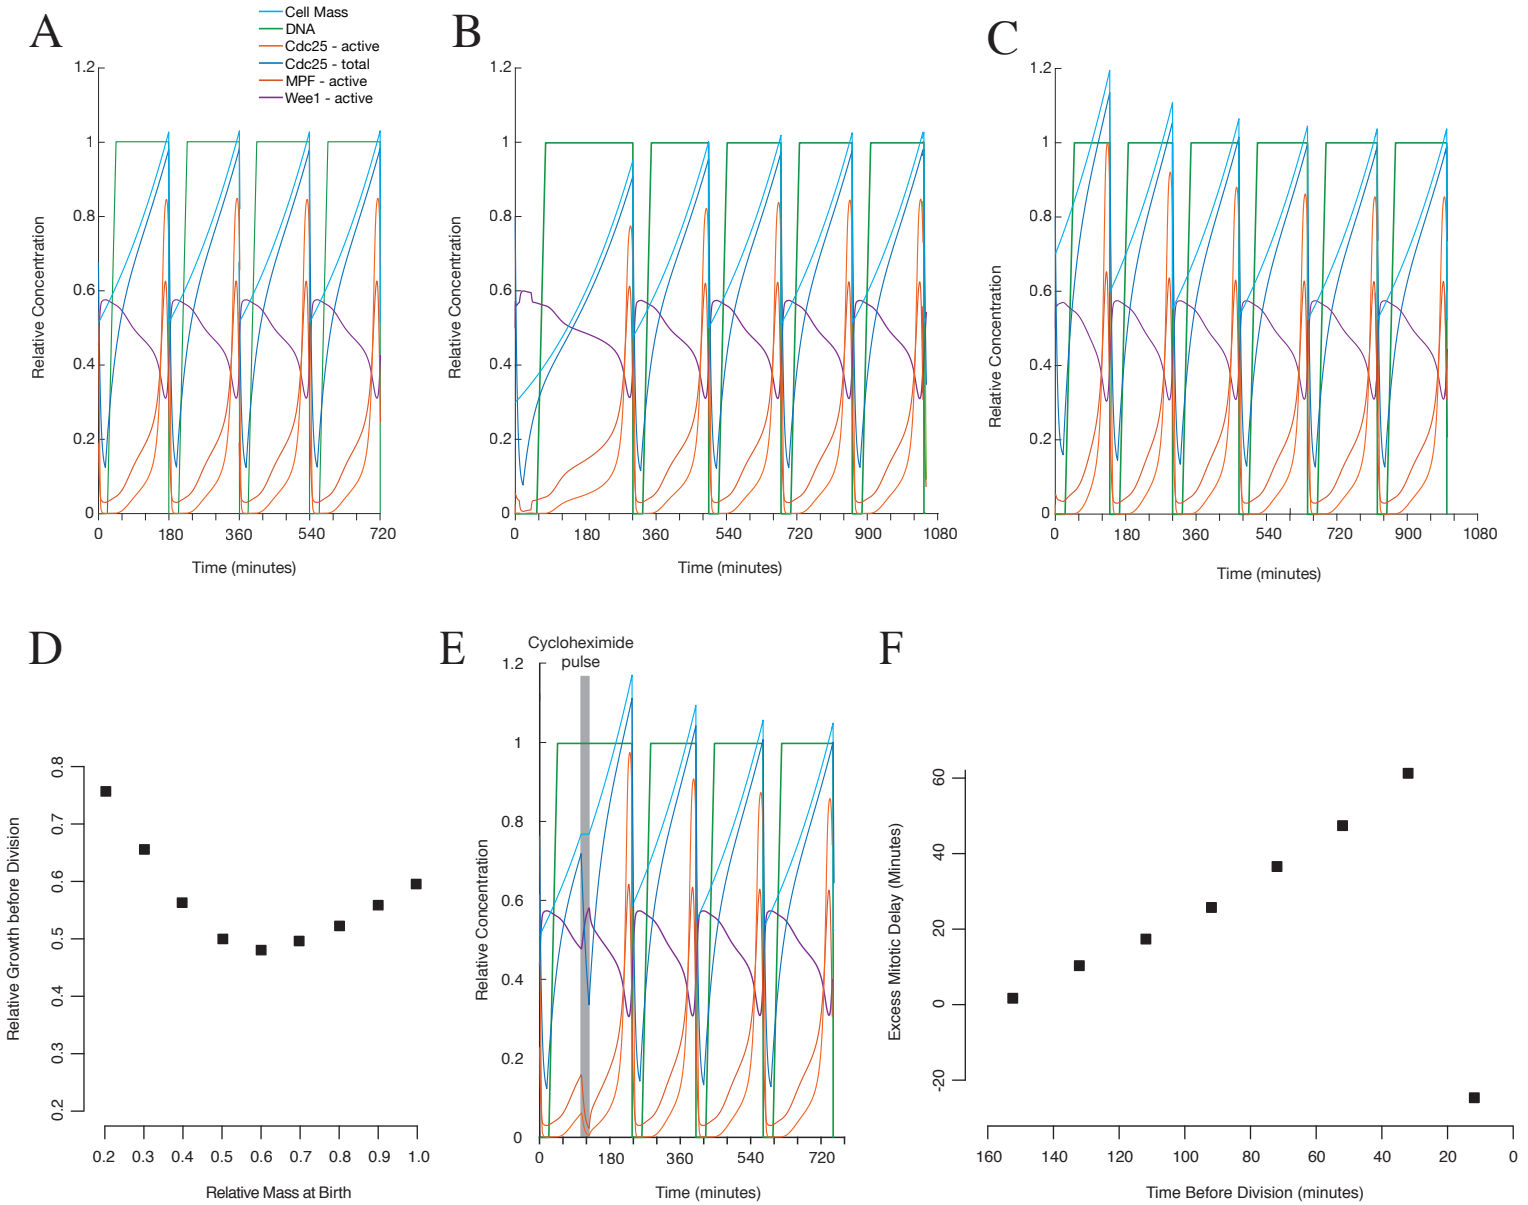 A
Cell Mass
DNA
Cdc25 - active
Cdc25 - total
MPF - active
Wee1 - active
1.2
1
0.8
0.6
0.4
0.2
0
Relative Concentration
0 180 360 540 720
Time (minutes)
B
1.2
1
0.8
0.6
0.4
0.2
0
Relative Concentration
0 180 360 540 720 900 1080
Time (minutes)
C
1.2
1
0.8
0.6
0.4
0.2
0
Relative Concentration
0 180 360 540 720 900 1080
Time (minutes)
D
0.8
0.7
0.6
0.5
0.4
0.3
0.2
Relative Growth before Division
0.2 0.3 0.4 0.5 0.6 0.7 0.8 0.9 1.0
Relative Mass at Birth
E
Cycloheximide
pulse
1.2
1
0.8
0.6
0.4
0.2
0
Relative Concentration
0 180 360 540 720
Time (minutes)
F
60
40
20
0
-20
Excess Mitotic Delay (Minutes)
160 140 120 100 80 60 40 20 0
Time Before Division (minutes)